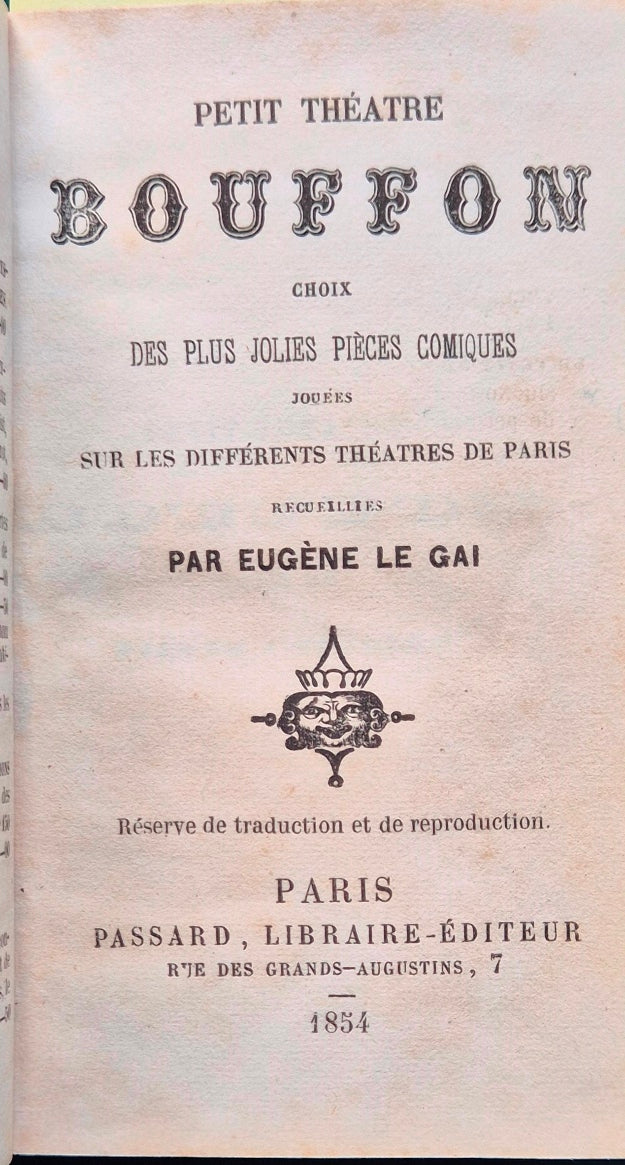 PETIT THÉATRE
BOUFFON
CHOIX
DES PLUS JOLIES PIÈCES COMIQUES
JOUÉES
SUR LES DIFFÉRENTS THÉATRES DE PARIS
RECUEILLIES
PAR EUGÈNE LE GAI
Réserve de traduction et de reproduction.
PARIS
PASSARD, LIBRAIRE-ÉDITEUR
RUE DES GRANDS-AUGUSTINS, 7
1854